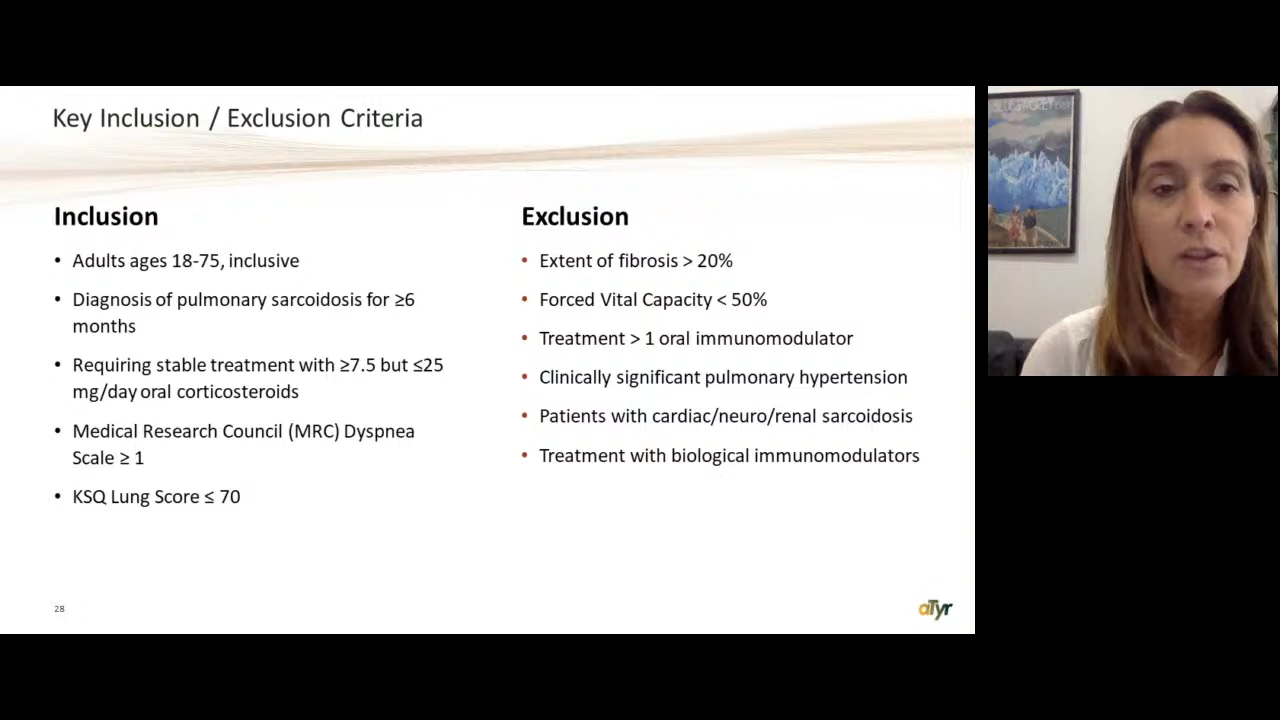 Key Inclusion / Exclusion Criteria
Inclusion
• Adults ages 18-75, inclusive
• Diagnosis of pulmonary sarcoidosis for ≥6
months
• Requiring stable treatment with ≥7.5 but ≤25
mg/day oral corticosteroids
• Medical Research Council (MRC) Dyspnea
Scale ≥ 1
• KSQ Lung Score ≤ 70
Exclusion
• Extent of fibrosis > 20%
• Forced Vital Capacity < 50%
• Treatment > 1 oral immunomodulator
• Clinically significant pulmonary hypertension
• Patients with cardiac/neuro/renal sarcoidosis
• Treatment with biological immunomodulators
28
aTyr